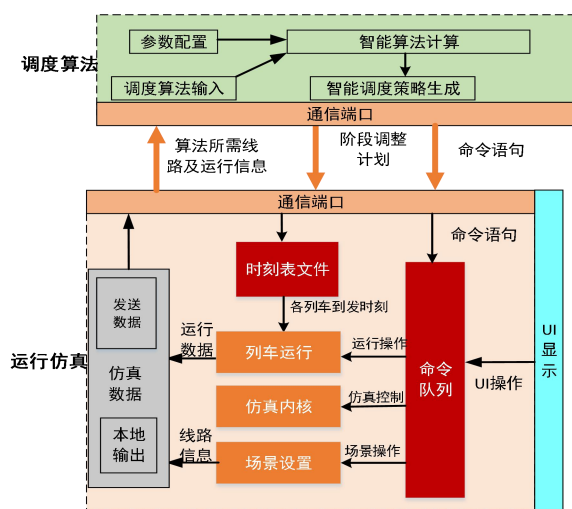 参数配置
智能算法计算
调度算法
调度算法输入
智能调度策略生成
通信端口
算法所需线
路及运行信息
阶段调整
计划
命令语句
通信端口
命令语句
时刻表文件
发送
数据
各列车到发时刻
运行
数据
列车运行
运行操作
UI
显示
运行仿真
仿真
数据
命令
队列
UI操作
仿真内核
仿真控制
本地
输出
线路
信息
场景设置
场景操作